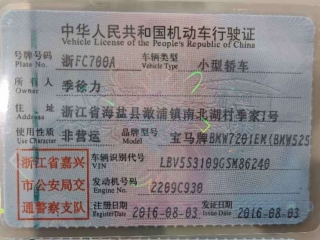 中华人民共和国机动车行驶证
Vehicle License of the People's Republic of China
号牌号码 浙FC700A 车辆类型 小型轿车
Plate No. Vehicle Type
所有人 季徐力
Owner
住址 浙江省海盐县澉浦镇南北湖村季家1号
Address
使用性质 非营运 品牌型号 宝马牌BMW7201EM(BMW525
Use Character Model
浙江省嘉兴 车辆识别代号 LBV5S3109GSM86240
VIN
市公安局交 发动机号码 2209C930
Engine No.
通警察支队 注册日期 2016-08-03 发证日期 2016-08-03
Register Date Issue Date